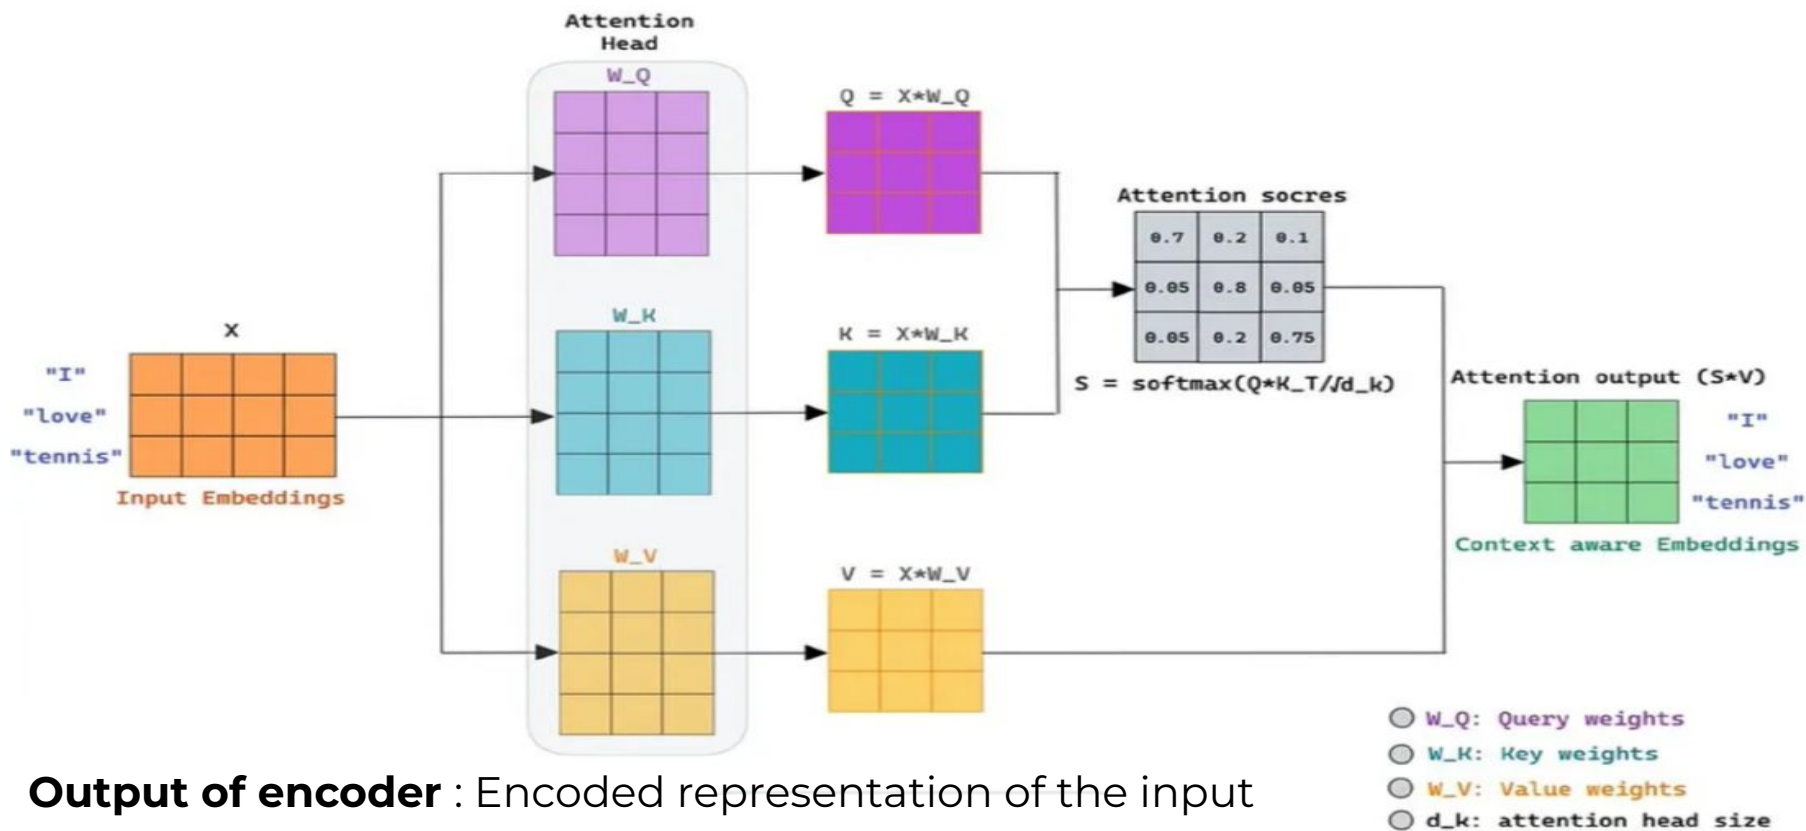 Attention
Head
W_Q
Q = X*W_Q
Attention socres
0.7 0.2 0.1
0.05 0.8 0.05
0.05 0.2 0.75
S = softmax(Q*K_T/√d_k)
W_K
K = X*W_K
X
"I"
"love"
"tennis"
Input Embeddings
Attention output (S*V)
"I"
"love"
"tennis"
Context aware Embeddings
W_V
V = X*W_V
W_Q: Query weights
W_K: Key weights
W_V: Value weights
d_k: attention head size
Output of encoder : Encoded representation of the input